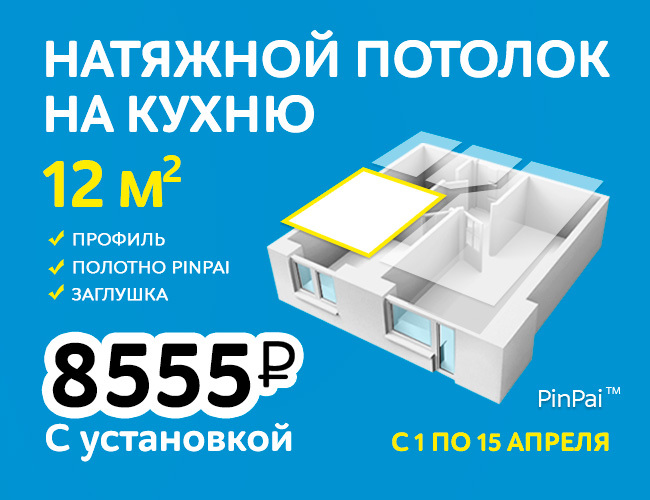 НАТЯЖНОЙ ПОТОЛОК
НА КУХНЮ
12 м²
ПРОФИЛЬ
ПОЛОТНО PINPAI
ЗАГЛУШКА
8555₽
С установкой
PinPai™
С 1 ПО 15 АПРЕЛЯ